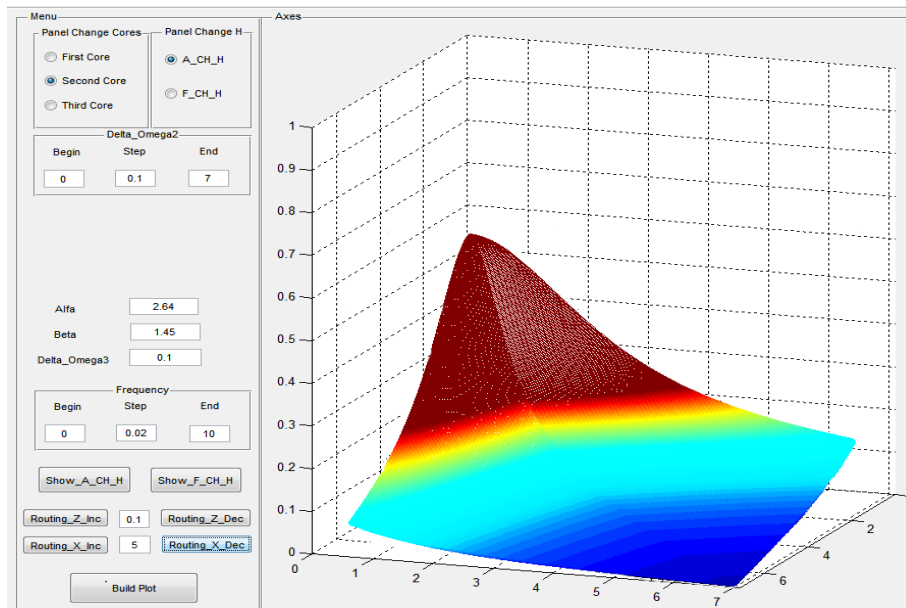 Menu
Axes
Panel Change Cores
Panel Change H
First Core
A_CH_H
Second Core
F_CH_H
Third Core
Delta_Omega2
Begin Step End
0 0.1 7
Alfa 2.64
Beta 1.45
Delta_Omega3 0.1
Frequency
Begin Step End
0 0.02 10
Show_A_CH_H Show_F_CH_H
Routing_Z_Inc 0.1 Routing_Z_Dec
Routing_X_Inc 5 Routing_X_Dec
Build Plot
1
0.9
0.8
0.7
0.6
0.5
0.4
0.3
0.2
0.1
0
0 1 2 3 4 5 6 7
2
4
6